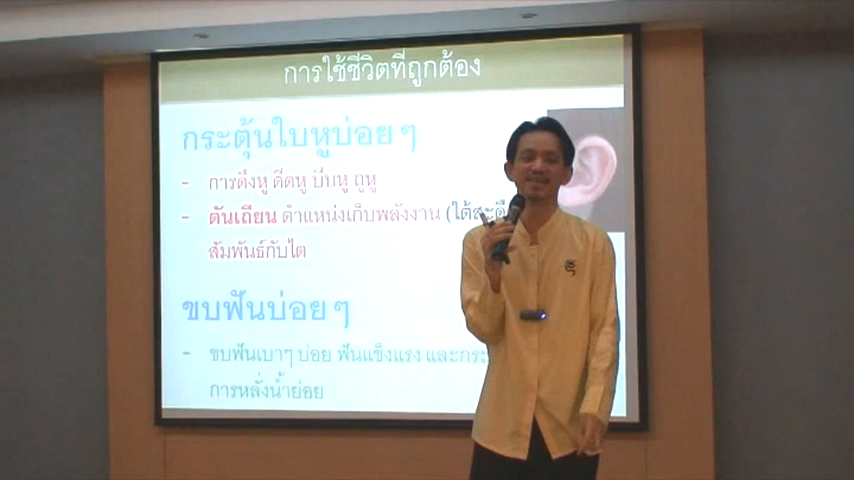 การใช้ชีวิตที่ถูกต้อง
กระตุ้นใบหูบ่อยๆ
- การดึงหู ดีดหู บีบหู ถูหู
- ตันเถียน ตำแหน่งเก็บพลังงาน (ใต้สะดื
สัมพันธ์กับไต
ขบฟันบ่อยๆ
- ขบฟันเบาๆ บ่อย ฟันแข็งแรง และกระ
การหลั่งน้ำย่อย